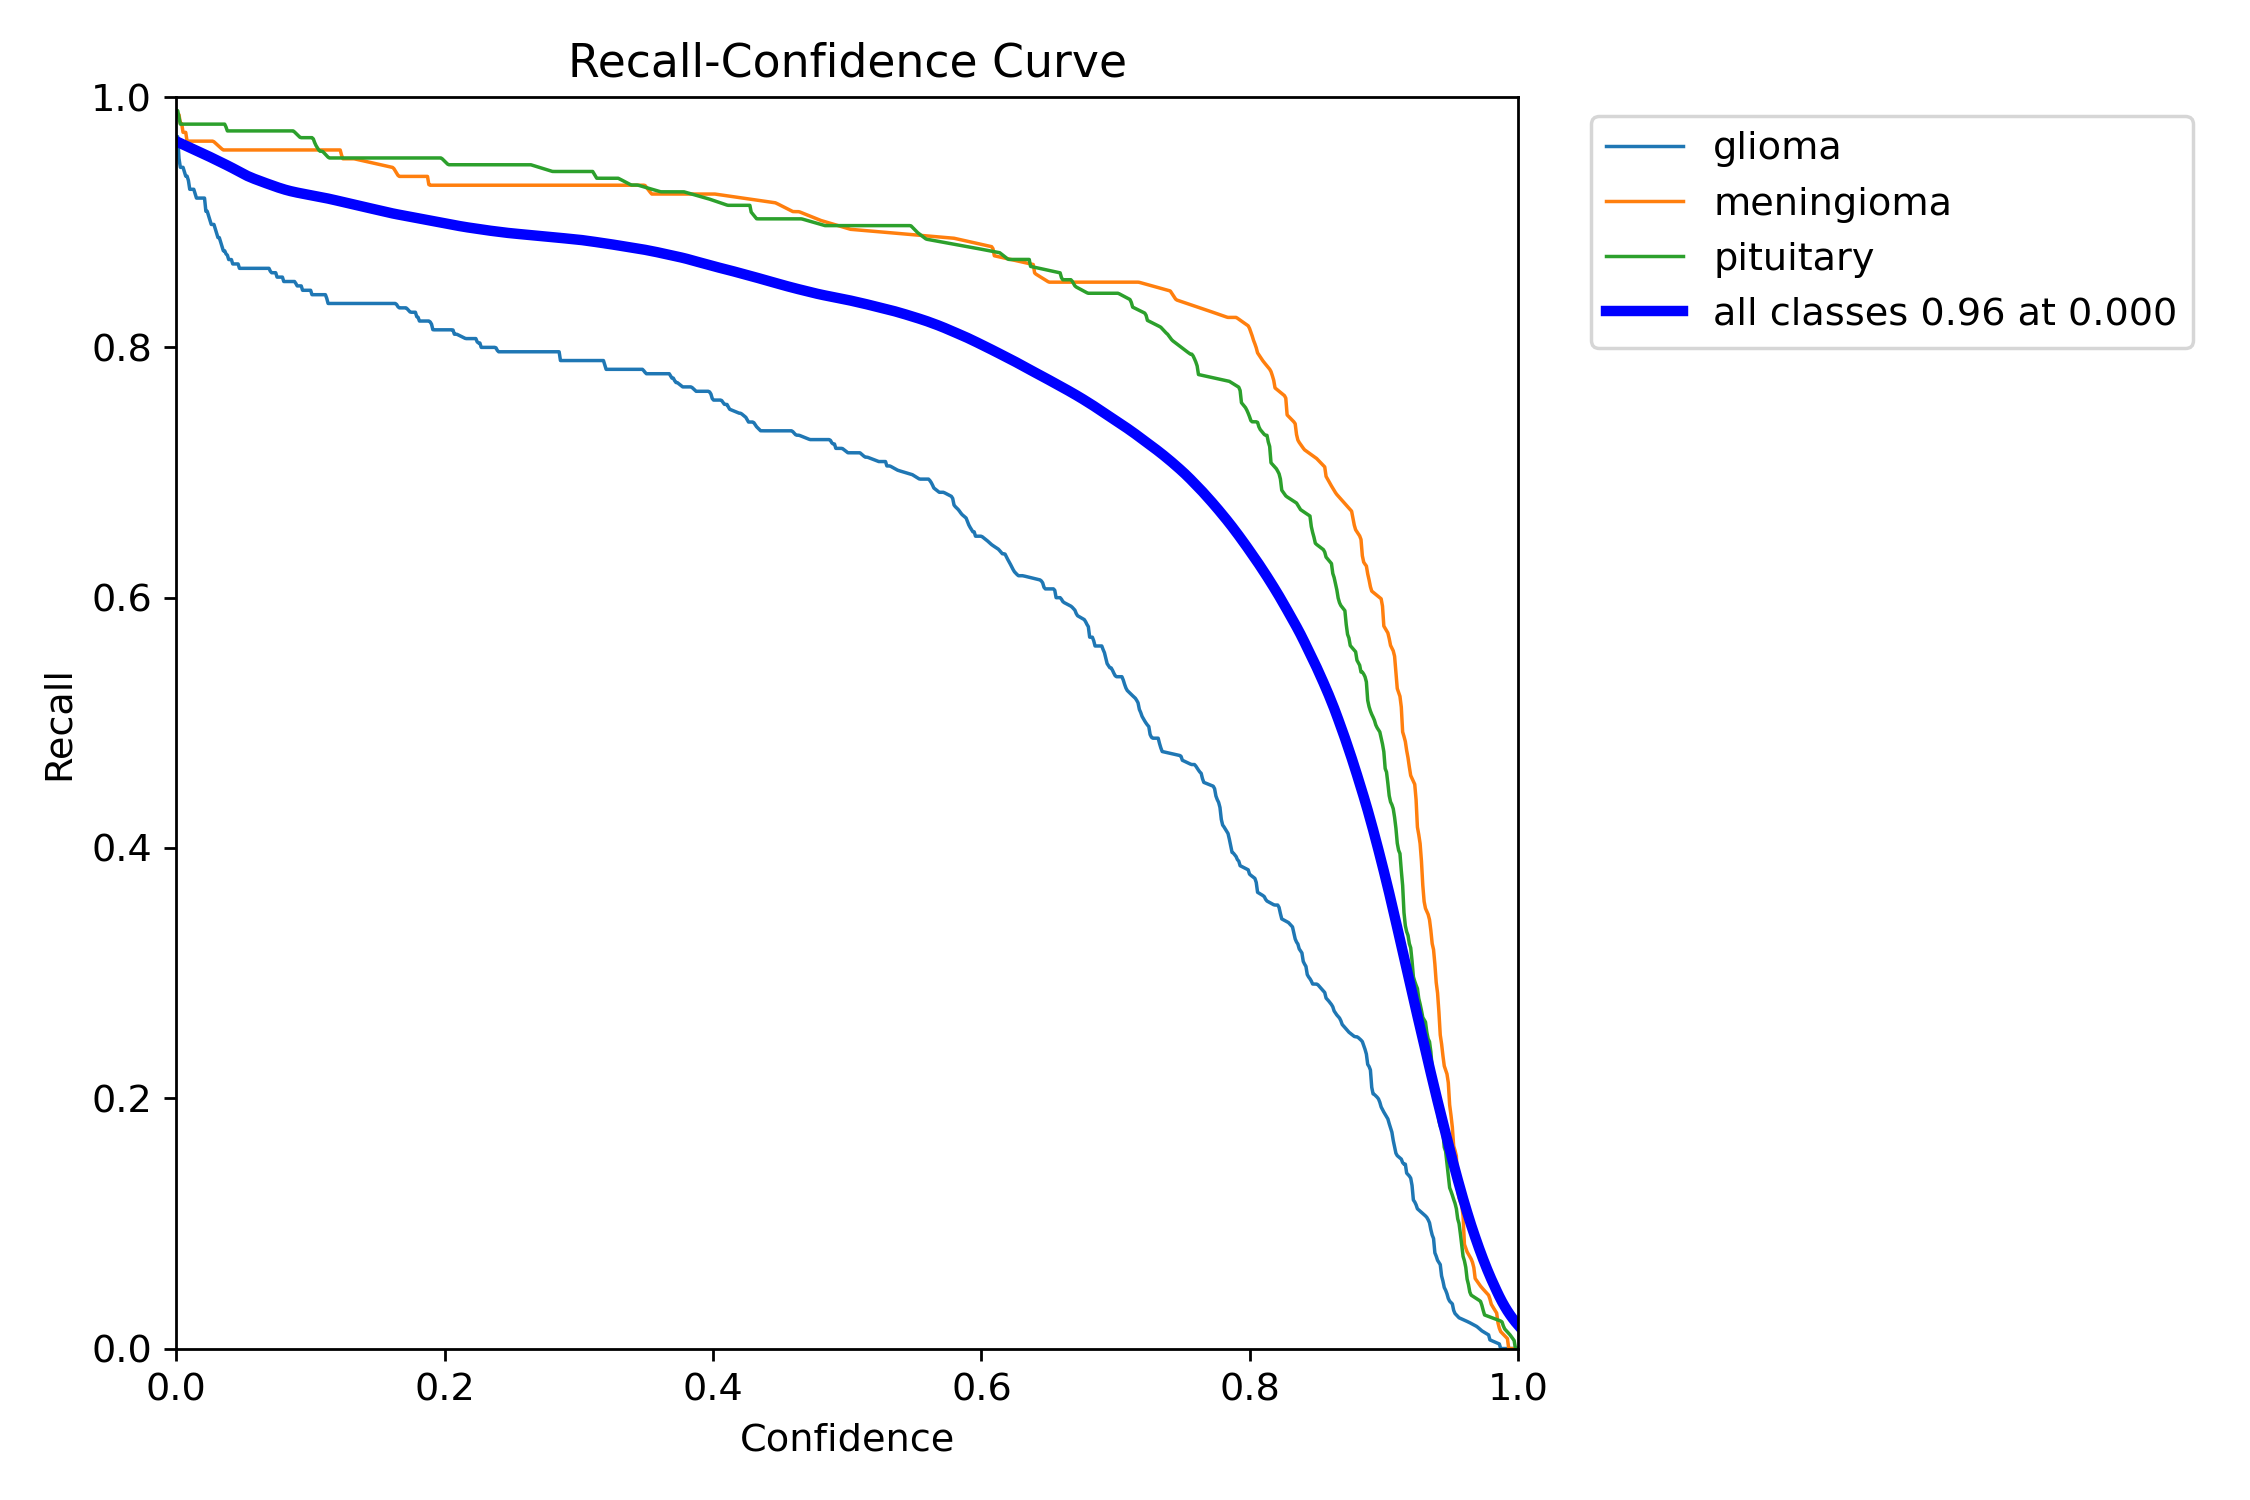 Recall-Confidence Curve
1.0
0.8
0.6
0.4
0.2
0.0
Recall
0.0 0.2 0.4 0.6 0.8 1.0
Confidence
glioma
meningioma
pituitary
all classes 0.96 at 0.000